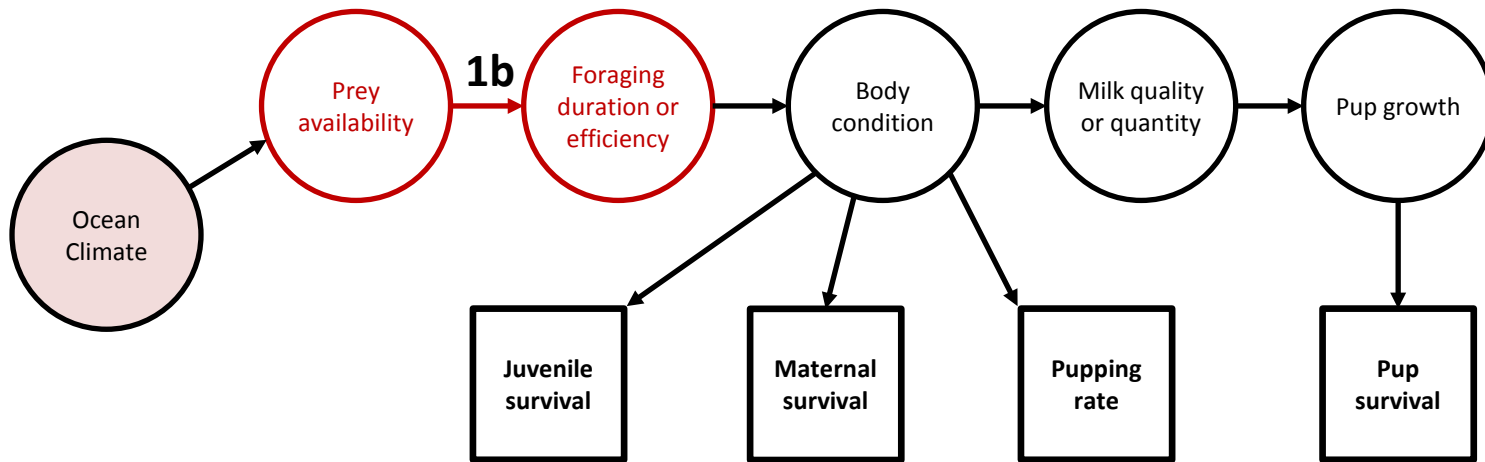 Ocean
Climate
Prey
availability
1b
Foraging
duration or
efficiency
Body
condition
Milk quality
or quantity
Pup growth
Juvenile
survival
Maternal
survival
Pupping
rate
Pup
survival